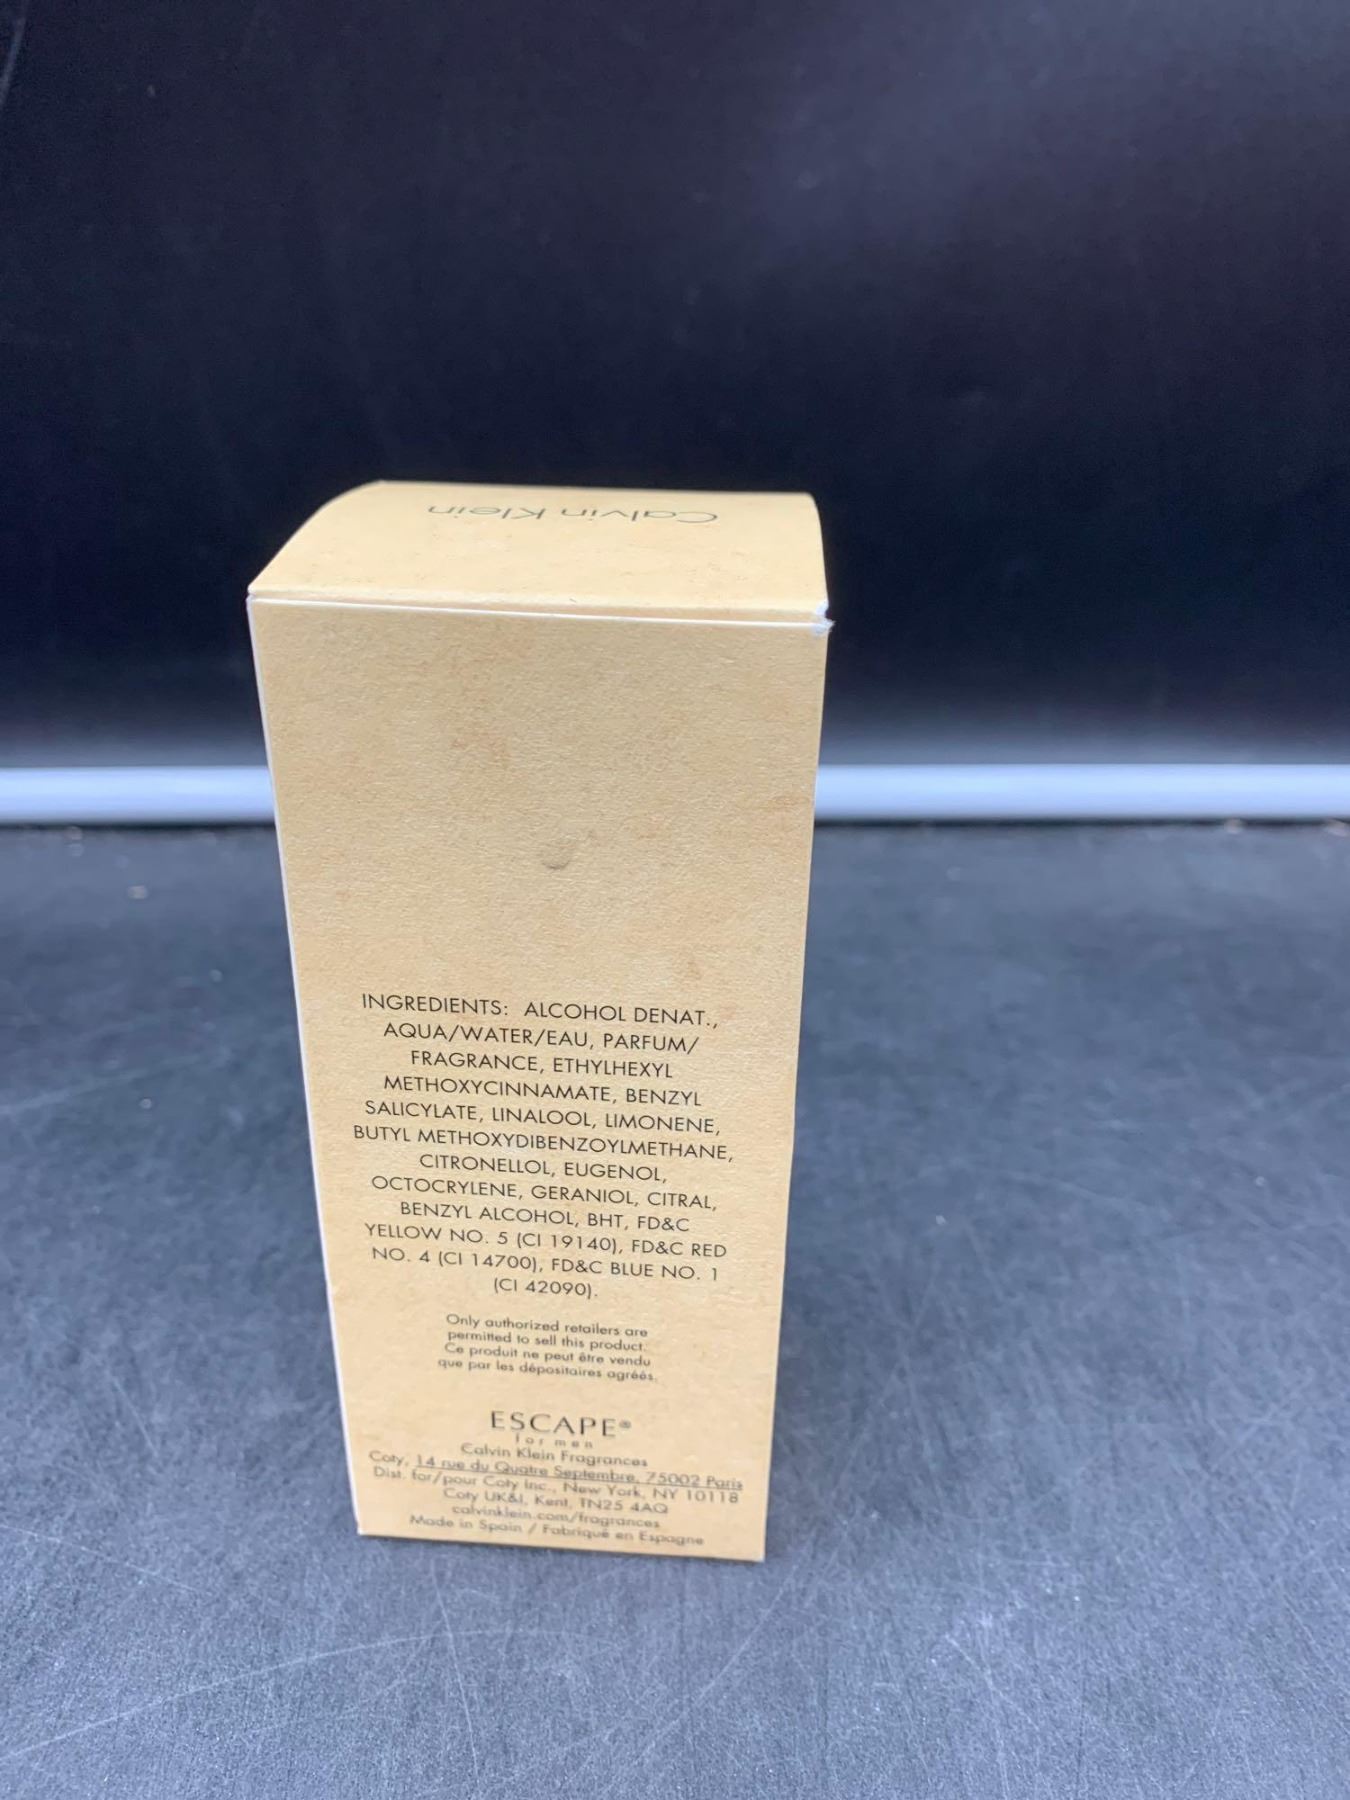 Calvin Klein
INGREDIENTS: ALCOHOL DENAT.,
AQUA/WATER/EAU, PARFUM/
FRAGRANCE, ETHYLHEXYL
METHOXYCINNAMATE, BENZYL
SALICYLATE, LINALOOL, LIMONENE,
BUTYL METHOXYDIBENZOYLMETHANE,
CITRONELLOL, EUGENOL,
OCTOCRYLENE, GERANIOL, CITRAL,
BENZYL ALCOHOL, BHT, FD&C
YELLOW NO. 5 (CI 19140), FD&C RED
NO. 4 (CI 14700), FD&C BLUE NO. 1
(CI 42090).
Only authorized retailers are
permitted to sell this product.
Ce produit ne peut être vendu
que par les dépositaires agréés.
ESCAPE®
for men
Calvin Klein Fragrances
Coty, 14 rue du Quatre Septembre, 75002 Paris
Dist. for/pour Coty Inc., New York, NY 10118
Coty UK&I, Kent, TN25 4AQ
calvinklein.com/fragrances
Made in Spain / Fabriqué en Espagne